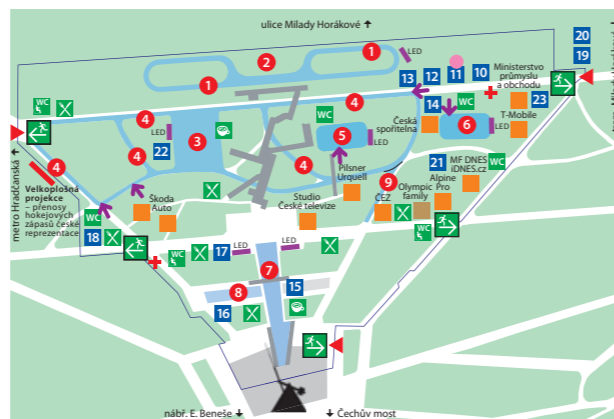 ulice Milady Horákové
LED
20
19
1
2
1
13
12
11
10
Ministerstvo
průmyslu
a obchodu
WC
4
4
WC
WC
14
23
Česká
spořitelna
T-Mobile
LED
3
5
LED
6
LED
22
4
4
metro Hradčanská
4
Velkoplošná
projekce
– přenosy
hokejových
zápasů české
reprezentace
Pilsner
Urquell
9
21
MF DNES
iDNES.cz
WC
Alpine
Pro
Škoda
Auto
Studio
České televize
ČEZ
Olympic
family
WC
18
WC
17
LED
LED
WC
7
8
15
16
nábř. E. Beneše
Čechův most